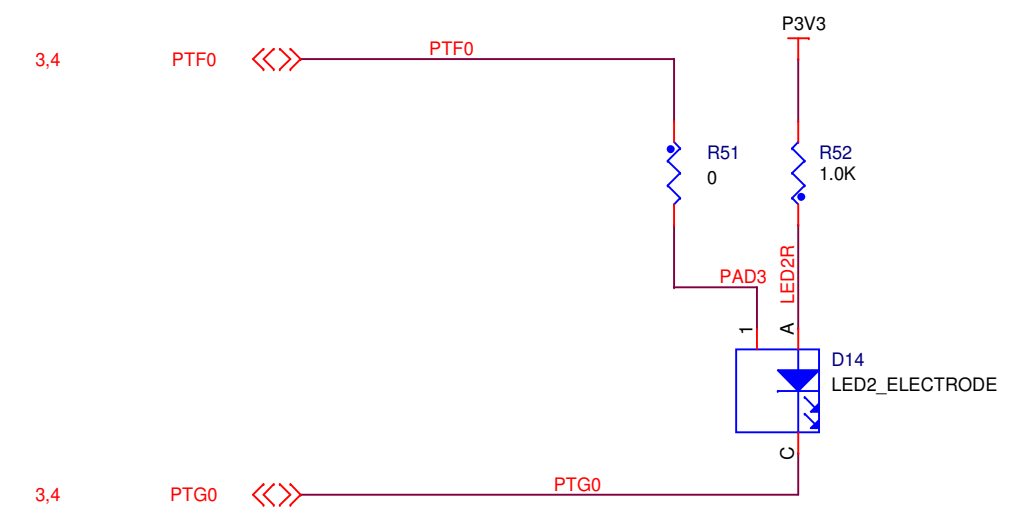 P3V3
3,4 PTF0 PTF0
R51
0
R52
1.0K
PAD3
LED2R
1
A
D14
LED2_ELECTRODE
C
3,4 PTG0 PTG0